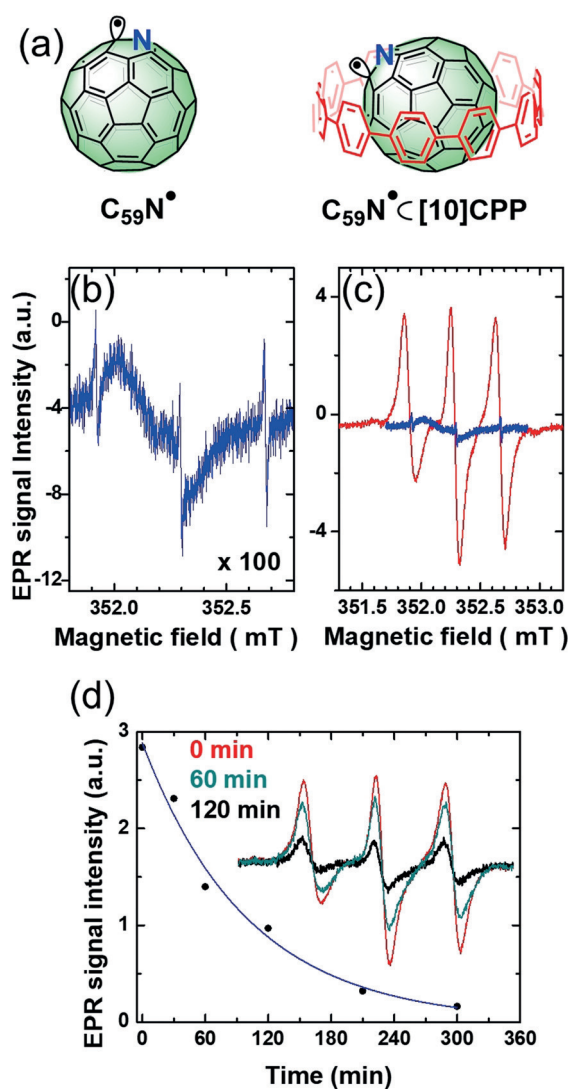 (a)
N
N
C₅₉N•
C₅₉N•⊂[10]CPP
(b)
(c)
EPR signal Intensity (a.u.)
0
-4
-8
-12
x 100
352.0
352.5
Magnetic field ( mT )
4
0
-4
351.5
352.0
352.5
353.0
Magnetic field ( mT )
(d)
EPR signal intensity (a.u.)
3
2
1
0
0 min
60 min
120 min
0
60
120
180
240
300
360
Time (min)